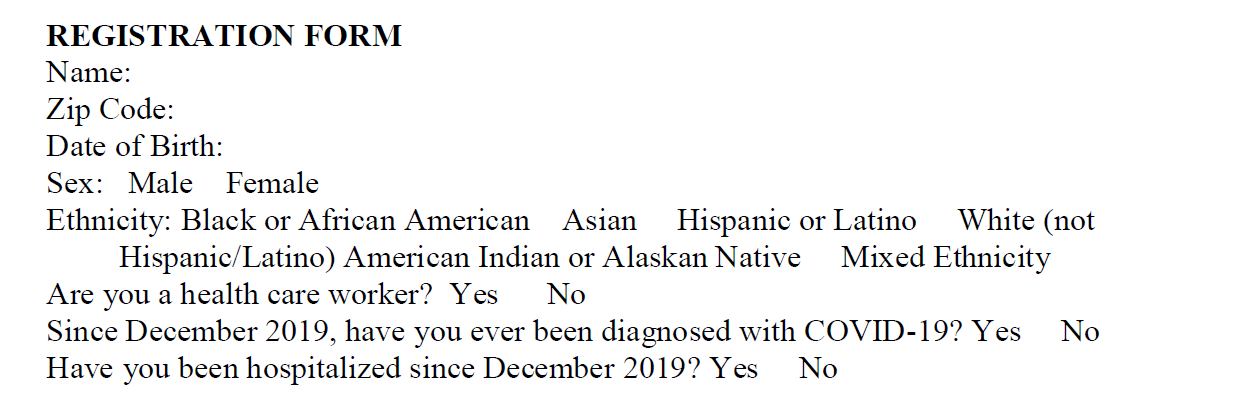 REGISTRATION FORM
Name:
Zip Code:
Date of Birth:
Sex: Male Female
Ethnicity: Black or African American Asian Hispanic or Latino White (not
Hispanic/Latino) American Indian or Alaskan Native Mixed Ethnicity
Are you a health care worker? Yes No
Since December 2019, have you ever been diagnosed with COVID-19? Yes No
Have you been hospitalized since December 2019? Yes No